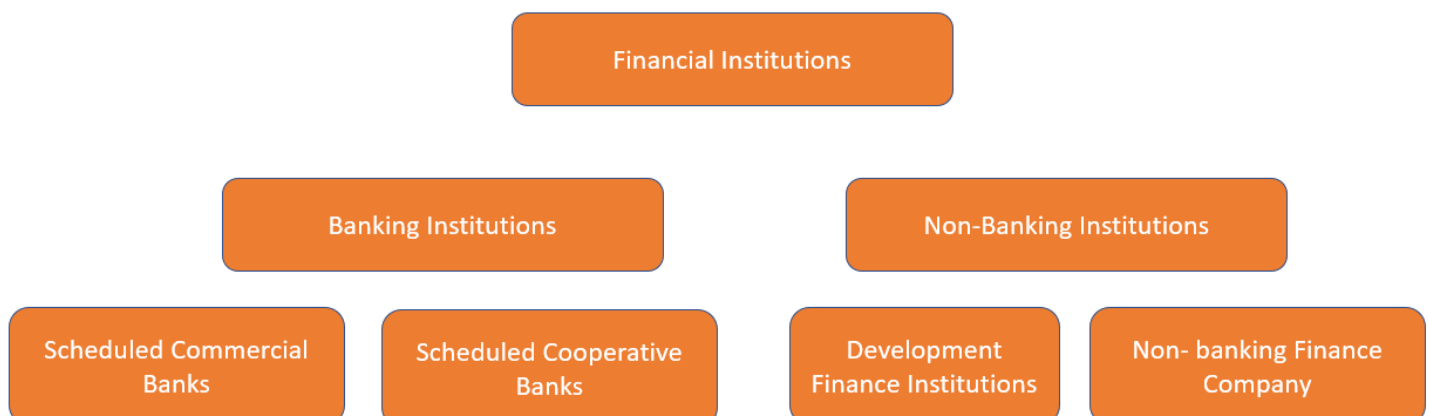 Financial Institutions
Banking Institutions
Non-Banking Institutions
Scheduled Commercial
Banks
Scheduled Cooperative
Banks
Development
Finance Institutions
Non- banking Finance
Company